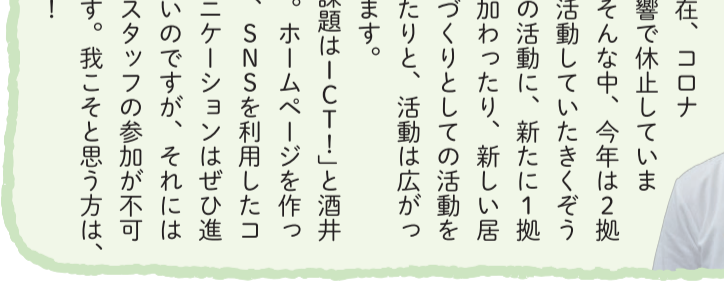 在、コロナ
響で休止していま
そんな中、今年は2拠
活動していたきくぞう
の活動に、新たに1拠
加わったり、新しい居
づくりとしての活動を
たりと、活動は広がっ
ます。
課題はICT!」と酒井
。ホームページを作っ
、SNSを利用したコ
ニケーションはぜひ進
いのですが、それには
スタッフの参加が不可
す。我こそと思う方は、
!